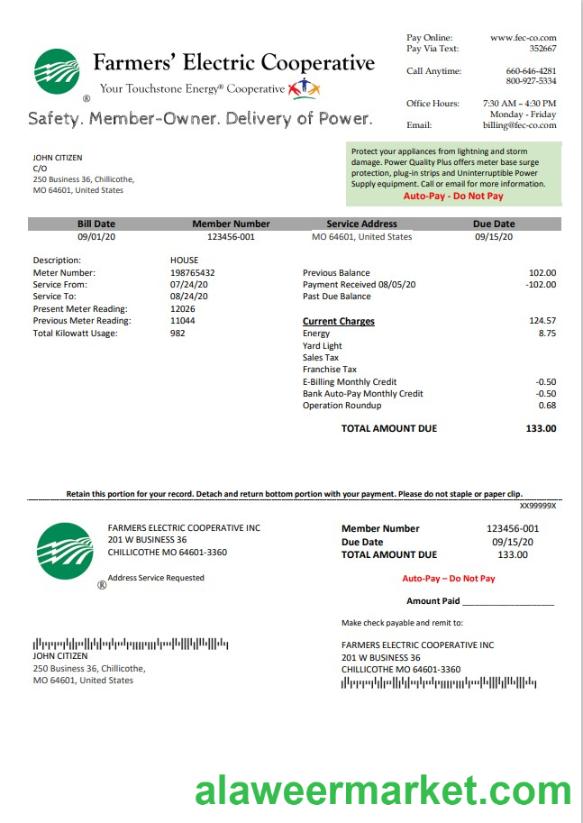 Farmers' Electric Cooperative
Your Touchstone Energy® Cooperative
®
Safety. Member-Owner. Delivery of Power.
Pay Online: www.fec-co.com
Pay Via Text: 352667
Call Anytime: 660-646-4281
800-927-5334
Office Hours: 7:30 AM – 4:30 PM
Monday - Friday
Email: billing@fec-co.com
JOHN CITIZEN
C/O
250 Business 36, Chillicothe,
MO 64601, United States
Protect your appliances from lightning and storm
damage. Power Quality Plus offers meter base surge
protection, plug-in strips and Uninterruptible Power
Supply equipment. Call or email for more information.
Auto-Pay - Do Not Pay
Bill Date Member Number Service Address Due Date
09/01/20 123456-001 MO 64601, United States 09/15/20
Description: HOUSE
Meter Number: 198765432
Service From: 07/24/20
Service To: 08/24/20
Present Meter Reading: 12026
Previous Meter Reading: 11044
Total Kilowatt Usage: 982
Previous Balance 102.00
Payment Received 08/05/20 -102.00
Past Due Balance
Current Charges 124.57
Energy 8.75
Yard Light
Sales Tax
Franchise Tax
E-Billing Monthly Credit -0.50
Bank Auto-Pay Monthly Credit -0.50
Operation Roundup 0.68
TOTAL AMOUNT DUE 133.00
Retain this portion for your record. Detach and return bottom portion with your payment. Please do not staple or paper clip.
XX99999X
FARMERS ELECTRIC COOPERATIVE INC
201 W BUSINESS 36
CHILLICOTHE MO 64601-3360
® Address Service Requested
Member Number 123456-001
Due Date 09/15/20
TOTAL AMOUNT DUE 133.00
Auto-Pay – Do Not Pay
Amount Paid ____________________
Make check payable and remit to:
JOHN CITIZEN
250 Business 36, Chillicothe,
MO 64601, United States
FARMERS ELECTRIC COOPERATIVE INC
201 W BUSINESS 36
CHILLICOTHE MO 64601-3360
alaweermarket.com